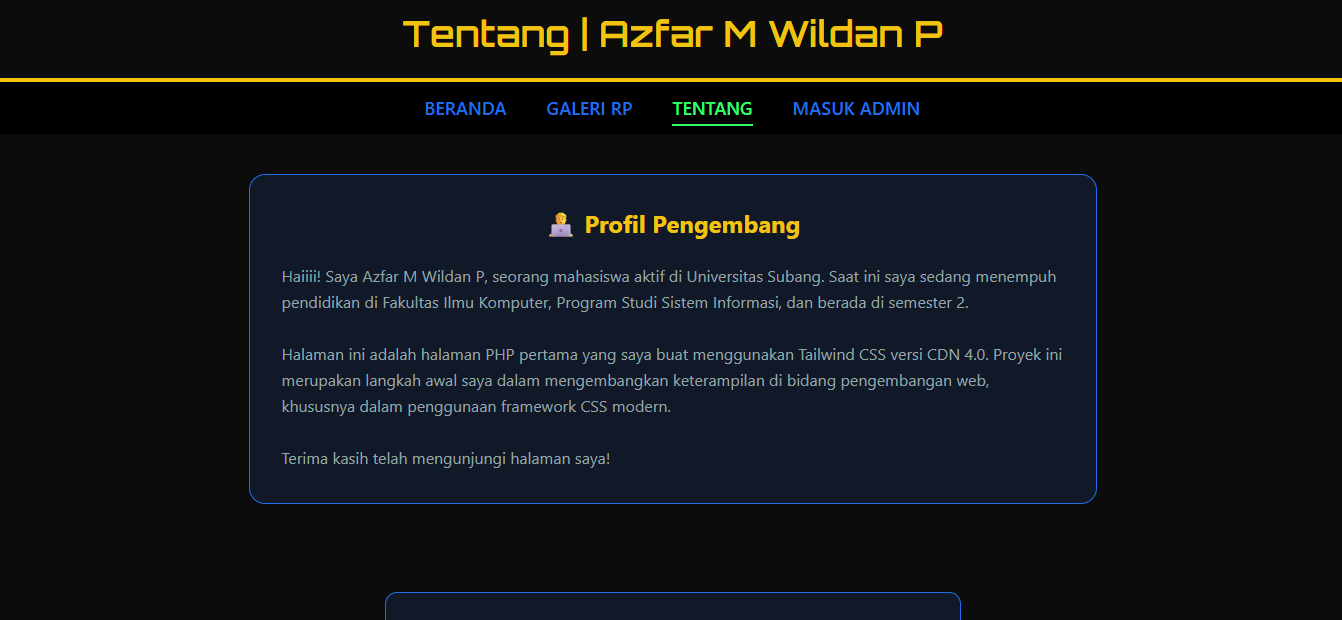 Tentang | Azfar M Wildan P
BERANDA GALERI RP TENTANG MASUK ADMIN
Profil Pengembang
Haiiii! Saya Azfar M Wildan P, seorang mahasiswa aktif di Universitas Subang. Saat ini saya sedang menempuh
pendidikan di Fakultas Ilmu Komputer, Program Studi Sistem Informasi, dan berada di semester 2.
Halaman ini adalah halaman PHP pertama yang saya buat menggunakan Tailwind CSS versi CDN 4.0. Proyek ini
merupakan langkah awal saya dalam mengembangkan keterampilan di bidang pengembangan web,
khususnya dalam penggunaan framework CSS modern.
Terima kasih telah mengunjungi halaman saya!